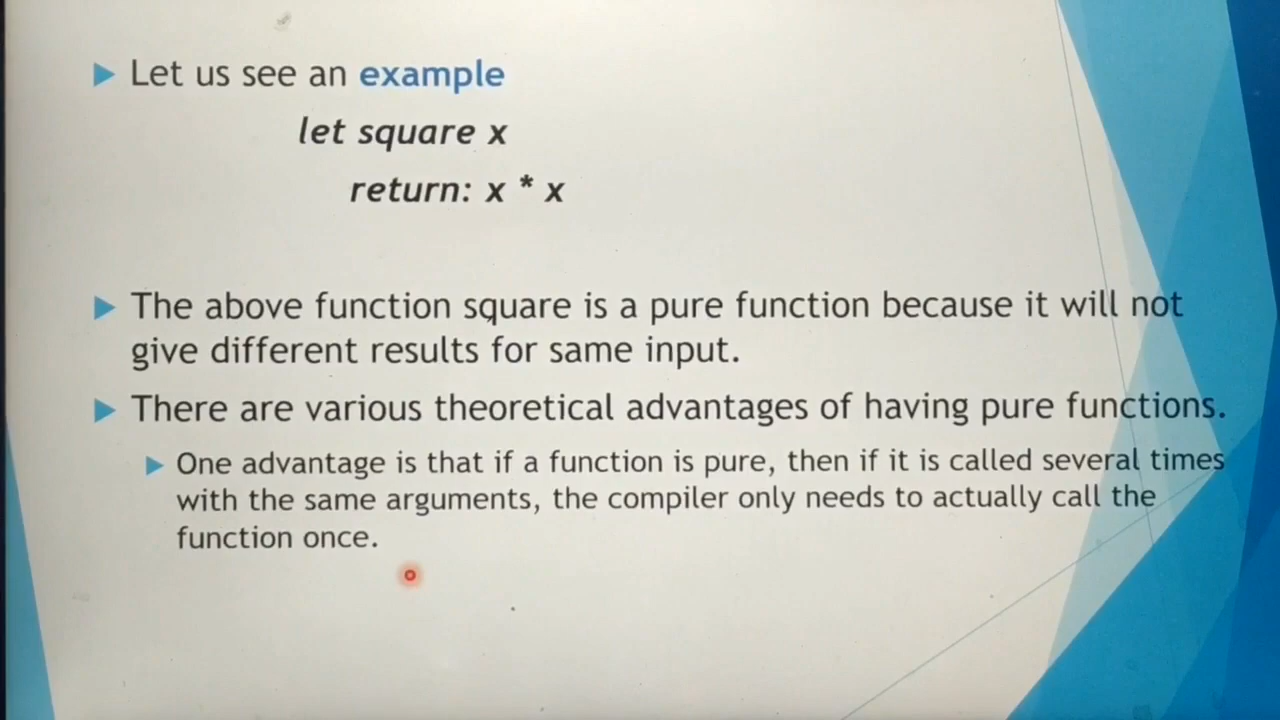 Let us see an example
let square x
return: x * x
The above function square is a pure function because it will not
give different results for same input.
There are various theoretical advantages of having pure functions.
One advantage is that if a function is pure, then if it is called several times
with the same arguments, the compiler only needs to actually call the
function once.